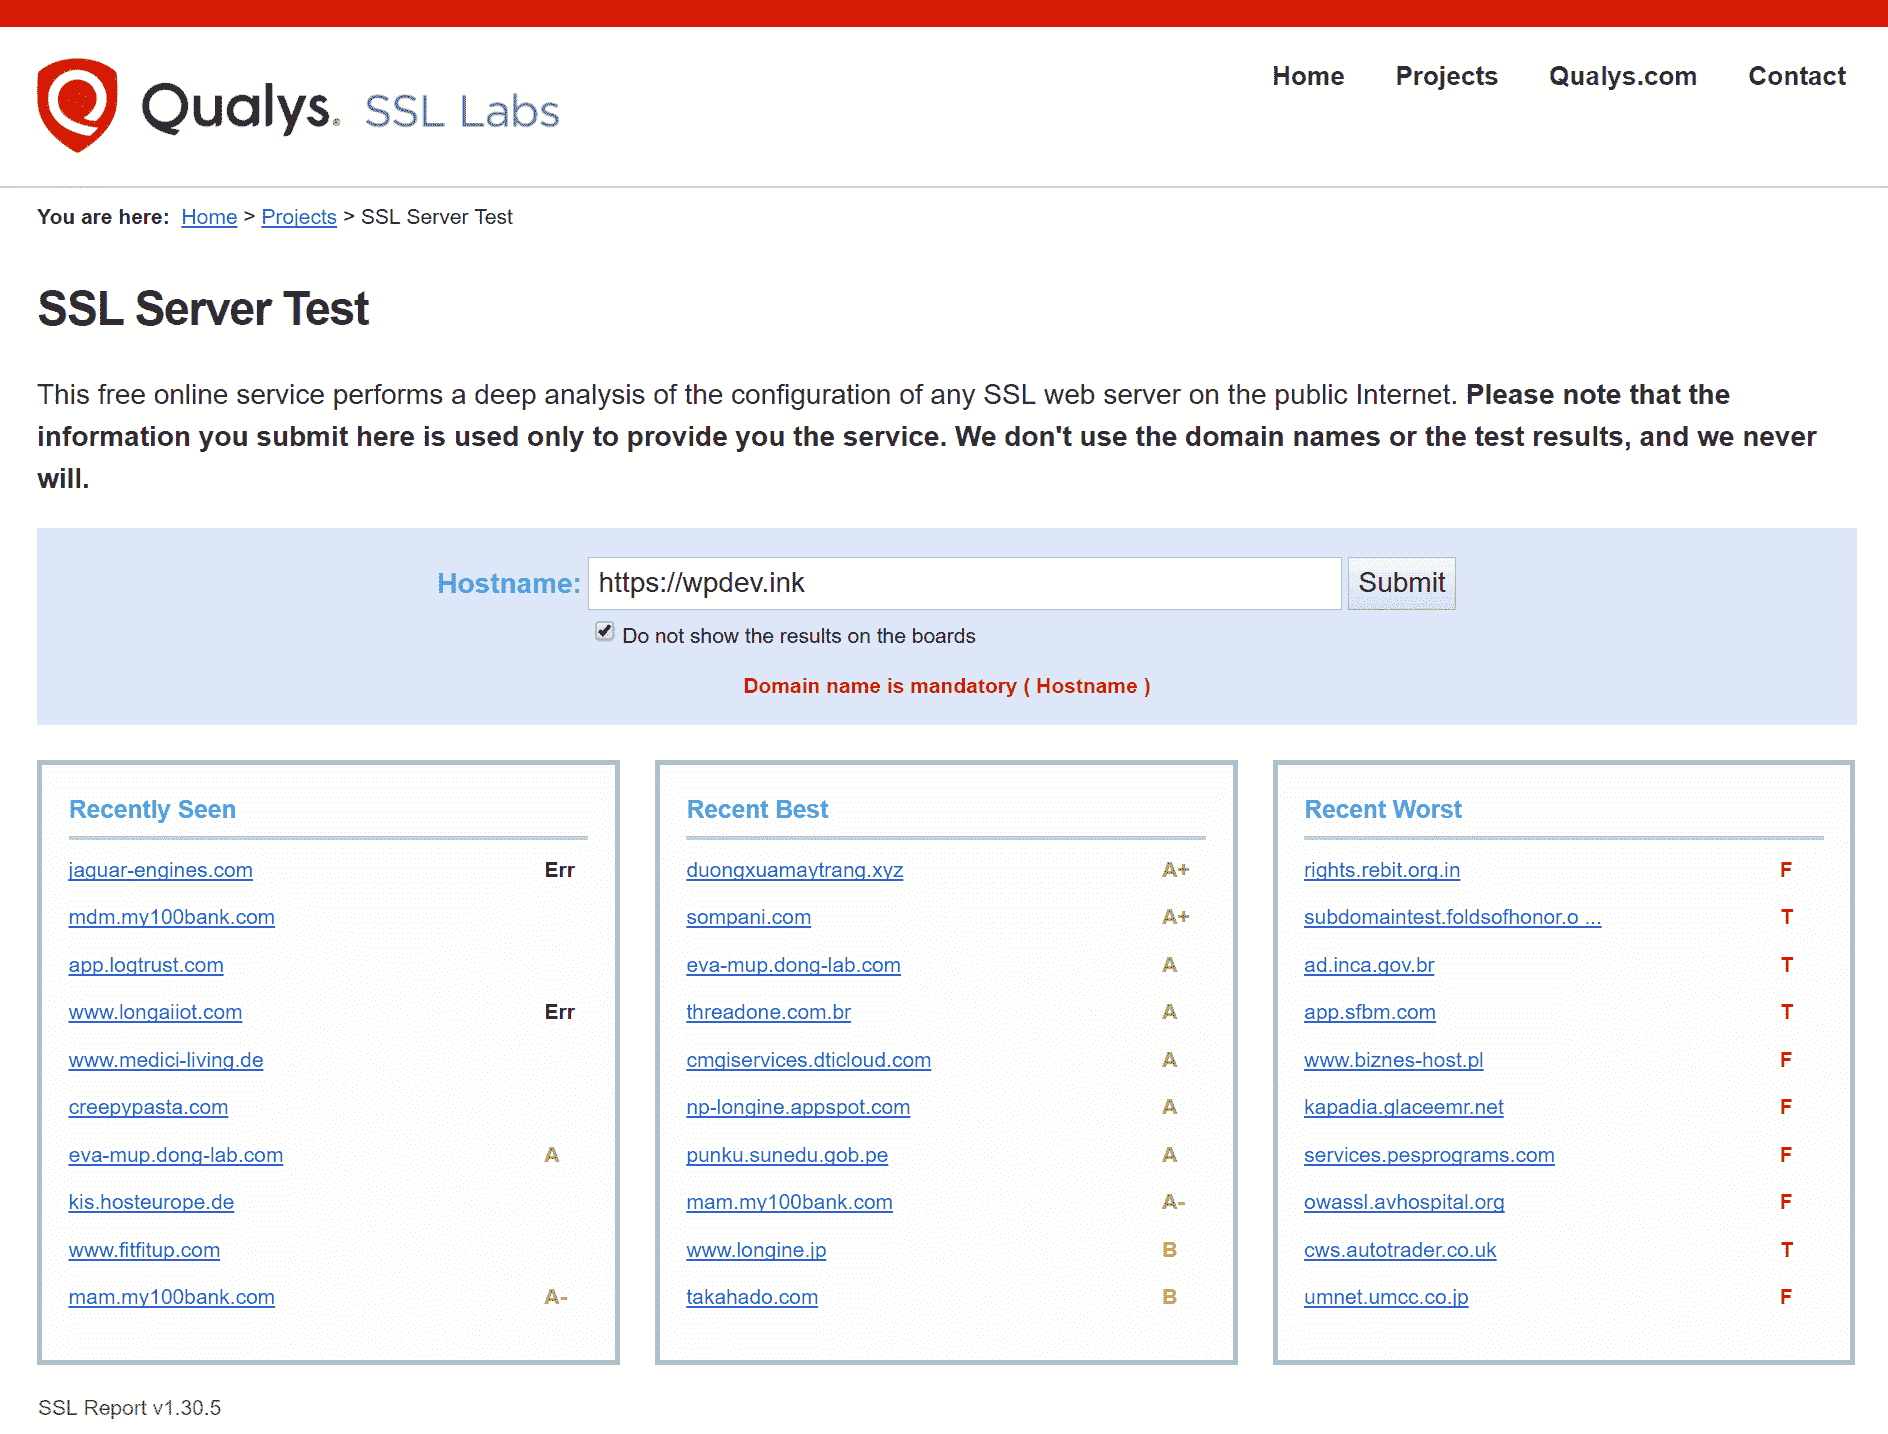 Qualys® SSL Labs
Home Projects Qualys.com Contact
You are here: Home > Projects > SSL Server Test
SSL Server Test
This free online service performs a deep analysis of the configuration of any SSL web server on the public Internet. Please note that the
information you submit here is used only to provide you the service. We don't use the domain names or the test results, and we never
will.
Hostname: https://wpdev.ink Submit
Do not show the results on the boards
Domain name is mandatory ( Hostname )
Recently Seen
jaguar-engines.com Err
mdm.my100bank.com
app.logtrust.com
www.longaiiot.com Err
www.medici-living.de
creepypasta.com
eva-mup.dong-lab.com A
kis.hosteurope.de
www.fitfitup.com
mam.my100bank.com A-
Recent Best
duongxuamaytrang.xyz A+
sompani.com A+
eva-mup.dong-lab.com A
threadone.com.br A
cmgiservices.dticloud.com A
np-longine.appspot.com A
punku.sunedu.gob.pe A
mam.my100bank.com A-
www.longine.jp B
takahado.com B
Recent Worst
rights.rebit.org.in F
subdomaintest.foldsofhonor.o ... T
ad.inca.gov.br T
app.sfbm.com T
www.biznes-host.pl F
kapadia.glaceemr.net F
services.pesprograms.com F
owassl.avhospital.org F
cws.autotrader.co.uk T
umnet.umcc.co.jp F
SSL Report v1.30.5